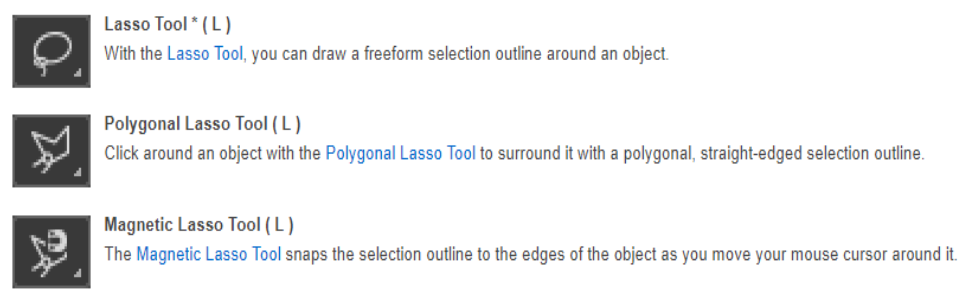 Lasso Tool * ( L )
With the Lasso Tool, you can draw a freeform selection outline around an object.
Polygonal Lasso Tool ( L )
Click around an object with the Polygonal Lasso Tool to surround it with a polygonal, straight-edged selection outline.
Magnetic Lasso Tool ( L )
The Magnetic Lasso Tool snaps the selection outline to the edges of the object as you move your mouse cursor around it.